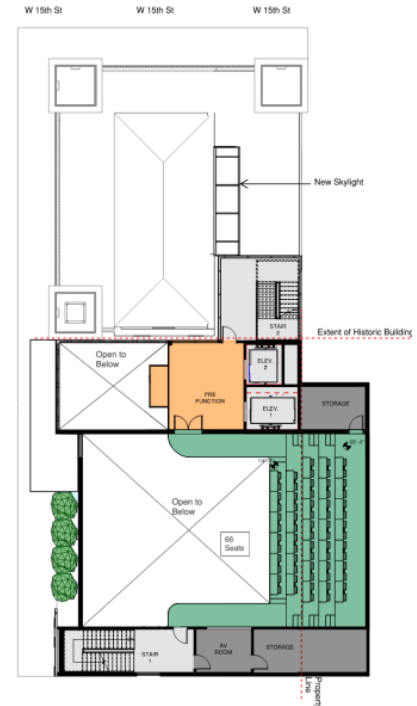 W 15th St
W 15th St
W 15th St
New Skylight
STAIR
2
Extent of Historic Building
Open to
Below
ELEV.
2
PRE
FUNCTION
ELEV.
1
STORAGE
Open to
Below
66
Seats
STAIR
1
AV
ROOM
STORAGE
Property
Line